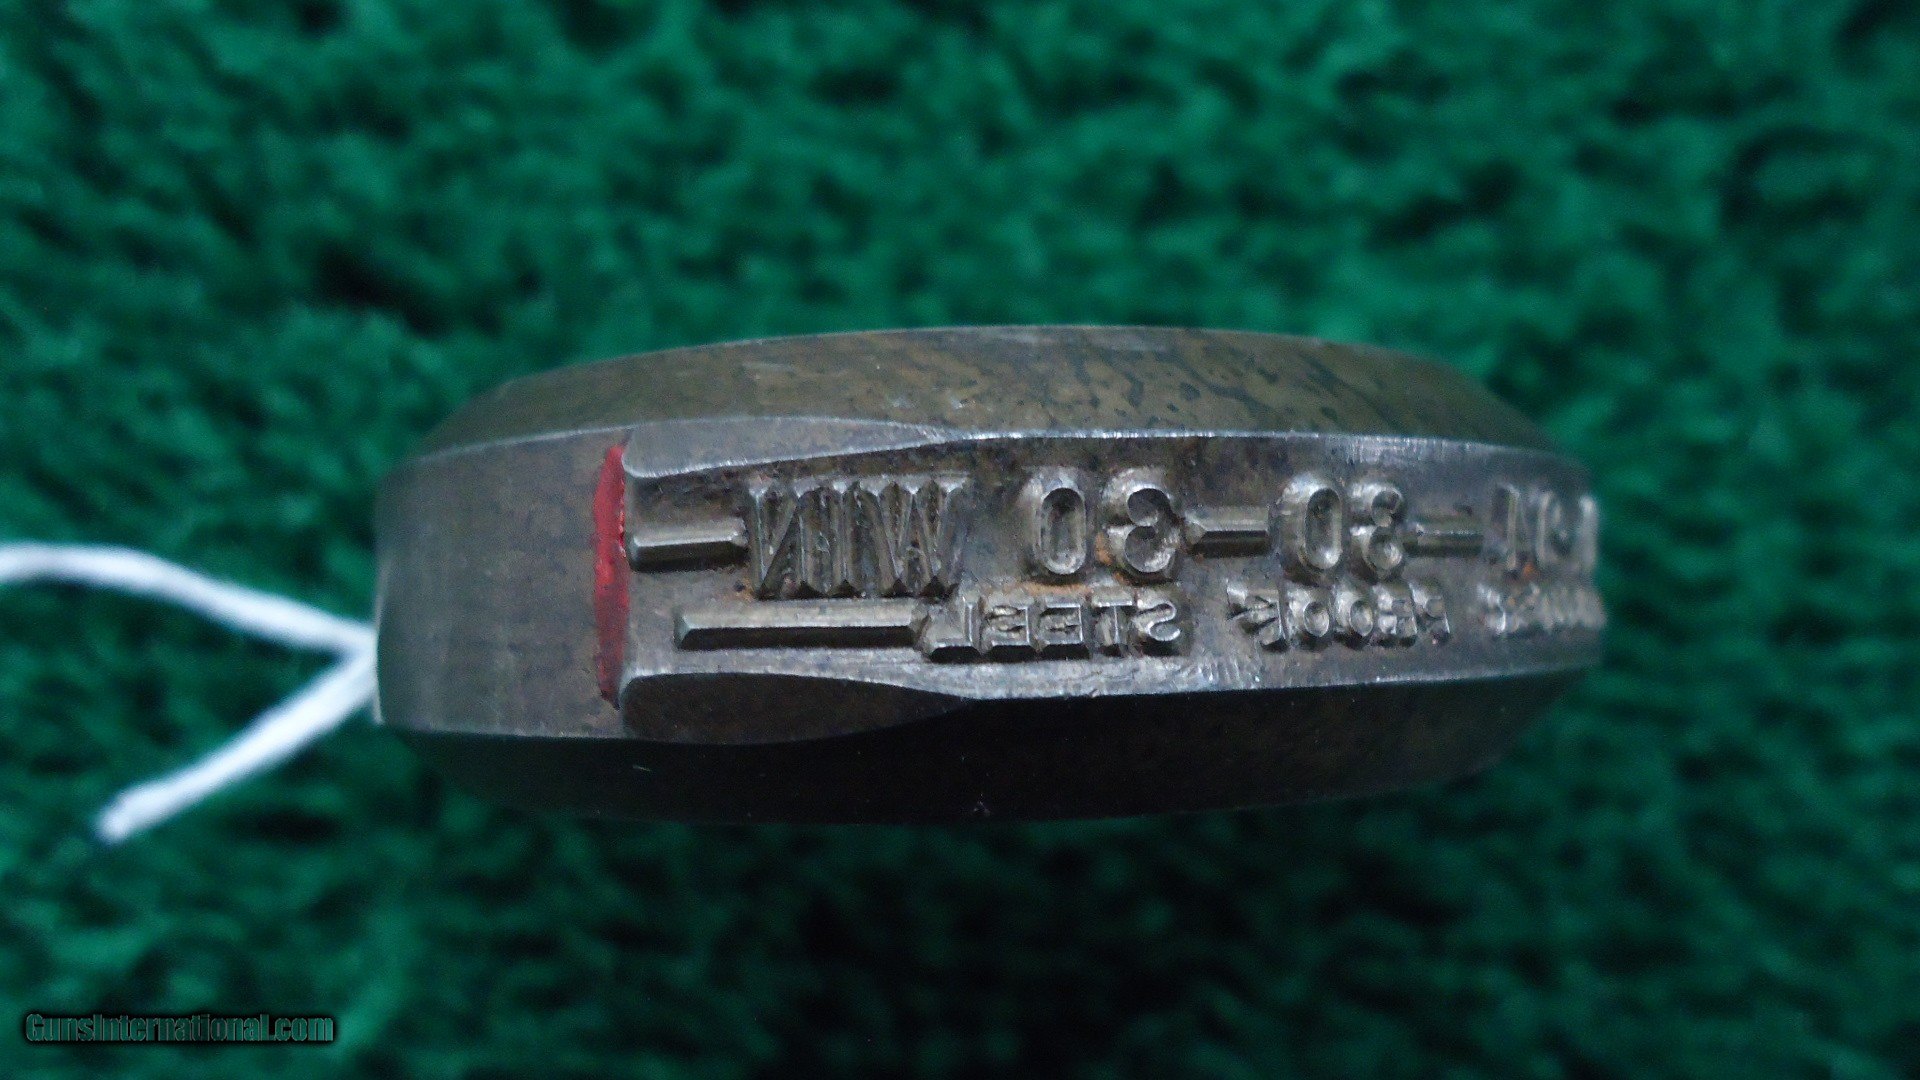 - 30-30 WIN -
PROOF STEEL -
GunsInternational.com